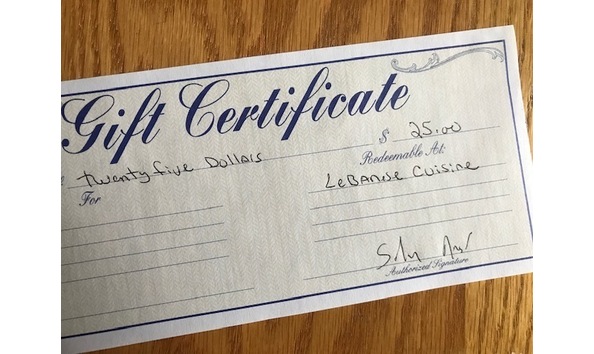 Gift Certificate
$ 25.00
Twenty five Dollars
Redeemable At:
For
Lebanese Cuisine
Authorized Signature